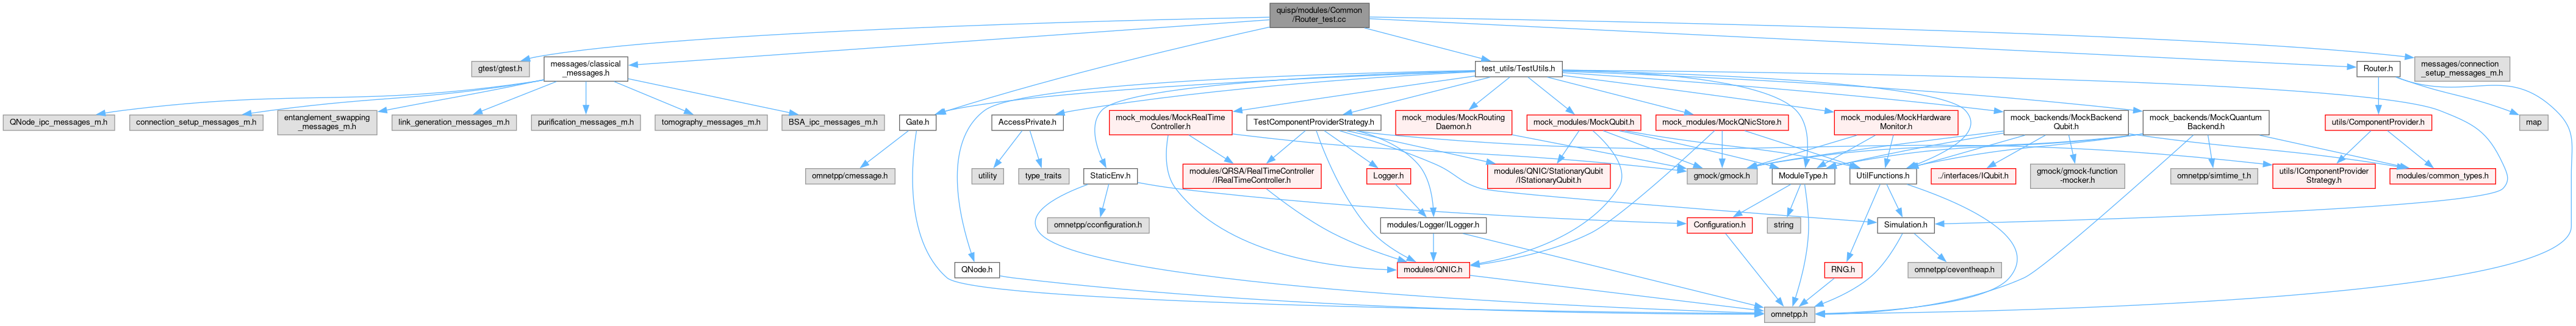 quisp/modules/Common
/Router_test.cc
gtest/gtest.h
messages/classical
_messages.h
test_utils/TestUtils.h
Router.h
messages/connection
_setup_messages_m.h
QNode_ipc_messages_m.h
connection_setup_messages_m.h
entanglement_swapping
_messages_m.h
link_generation_messages_m.h
purification_messages_m.h
tomography_messages_m.h
BSA_ipc_messages_m.h
Gate.h
AccessPrivate.h
mock_modules/MockRealTime
Controller.h
TestComponentProviderStrategy.h
mock_modules/MockRouting
Daemon.h
mock_modules/MockQubit.h
mock_modules/MockQNicStore.h
mock_modules/MockHardware
Monitor.h
mock_backends/MockBackend
Qubit.h
mock_backends/MockQuantum
Backend.h
utils/ComponentProvider.h
map
omnetpp/cmessage.h
utility
type_traits
StaticEnv.h
modules/QRSA/RealTimeController
/IRealTimeController.h
Logger.h
modules/QNIC/StationaryQubit
/IStationaryQubit.h
gmock/gmock.h
ModuleType.h
UtilFunctions.h
../interfaces/IQubit.h
gmock/gmock-function
-mocker.h
omnetpp/simtime_t.h
utils/IComponentProvider
Strategy.h
modules/common_types.h
omnetpp/cconfiguration.h
modules/Logger/ILogger.h
Configuration.h
string
Simulation.h
QNode.h
modules/QNIC.h
RNG.h
omnetpp/ceventheap.h
omnetpp.h